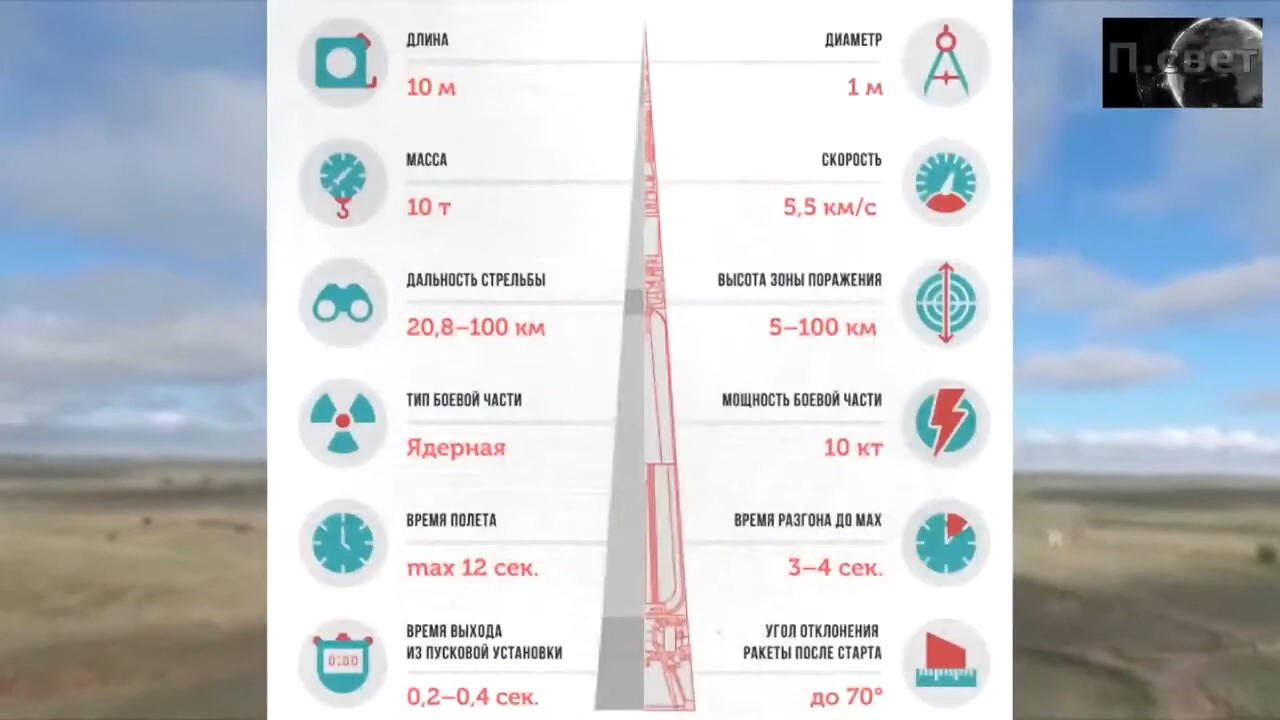 П.свет
ДЛИНА
10 м
ДИАМЕТР
1 м
МАССА
10 т
СКОРОСТЬ
5,5 км/с
ДАЛЬНОСТЬ СТРЕЛЬБЫ
20,8–100 км
ВЫСОТА ЗОНЫ ПОРАЖЕНИЯ
5–100 км
ТИП БОЕВОЙ ЧАСТИ
Ядерная
МОЩНОСТЬ БОЕВОЙ ЧАСТИ
10 кт
ВРЕМЯ ПОЛЕТА
max 12 сек.
ВРЕМЯ РАЗГОНА ДО МАХ
3–4 сек.
ВРЕМЯ ВЫХОДА
ИЗ ПУСКОВОЙ УСТАНОВКИ
0:00
0,2–0,4 сек.
УГОЛ ОТКЛОНЕНИЯ
РАКЕТЫ ПОСЛЕ СТАРТА
до 70°